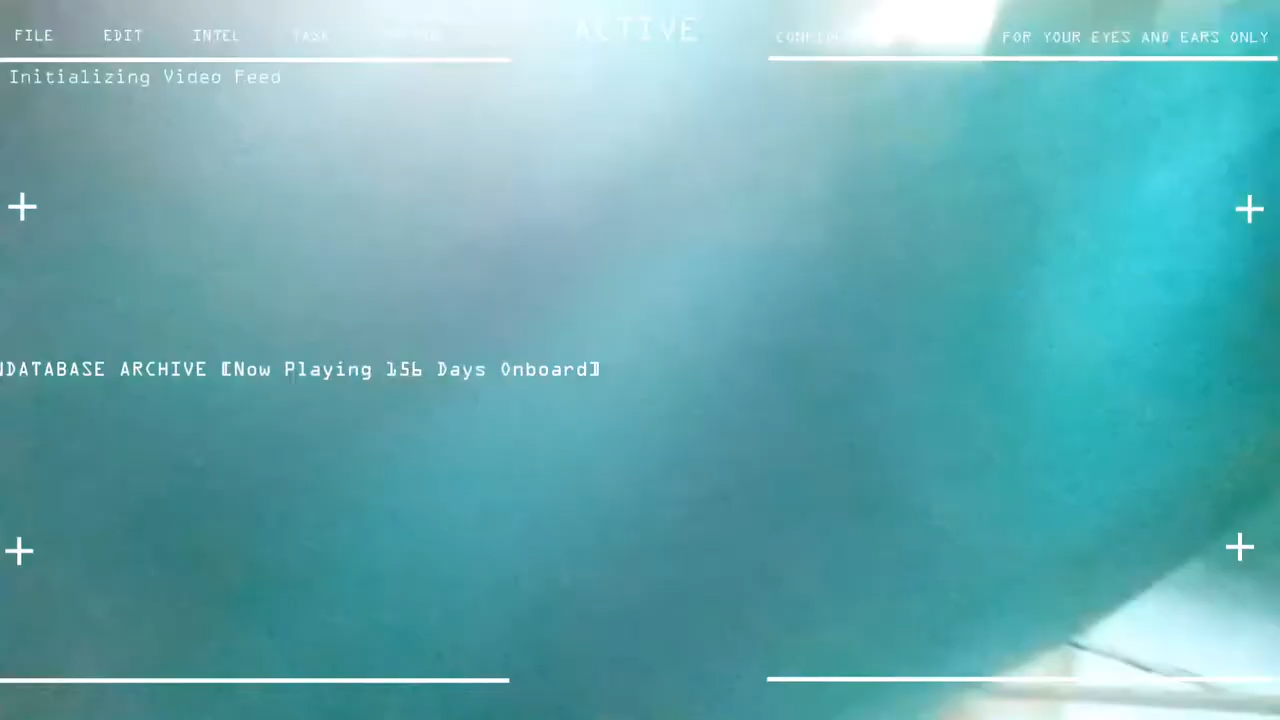 FILE EDIT INTEL TASK
ACTIVE
FOR YOUR EYES AND EARS ONLY
Initializing Video Feed
DATABASE ARCHIVE [Now Playing 156 Days Onboard]